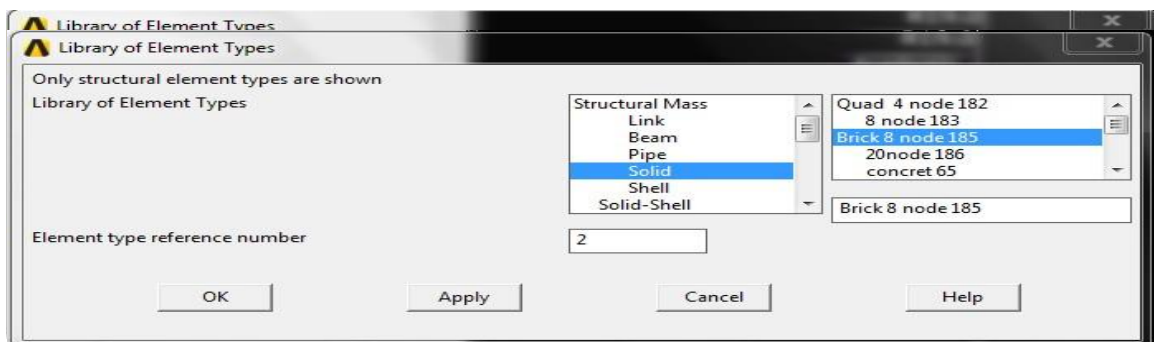 Library of Element Types
Library of Element Types
Only structural element types are shown
Library of Element Types
Structural Mass
Link
Beam
Pipe
Solid
Shell
Solid-Shell
Quad 4 node 182
8 node 183
Brick 8 node 185
20node 186
concret 65
Brick 8 node 185
Element type reference number
2
OK
Apply
Cancel
Help